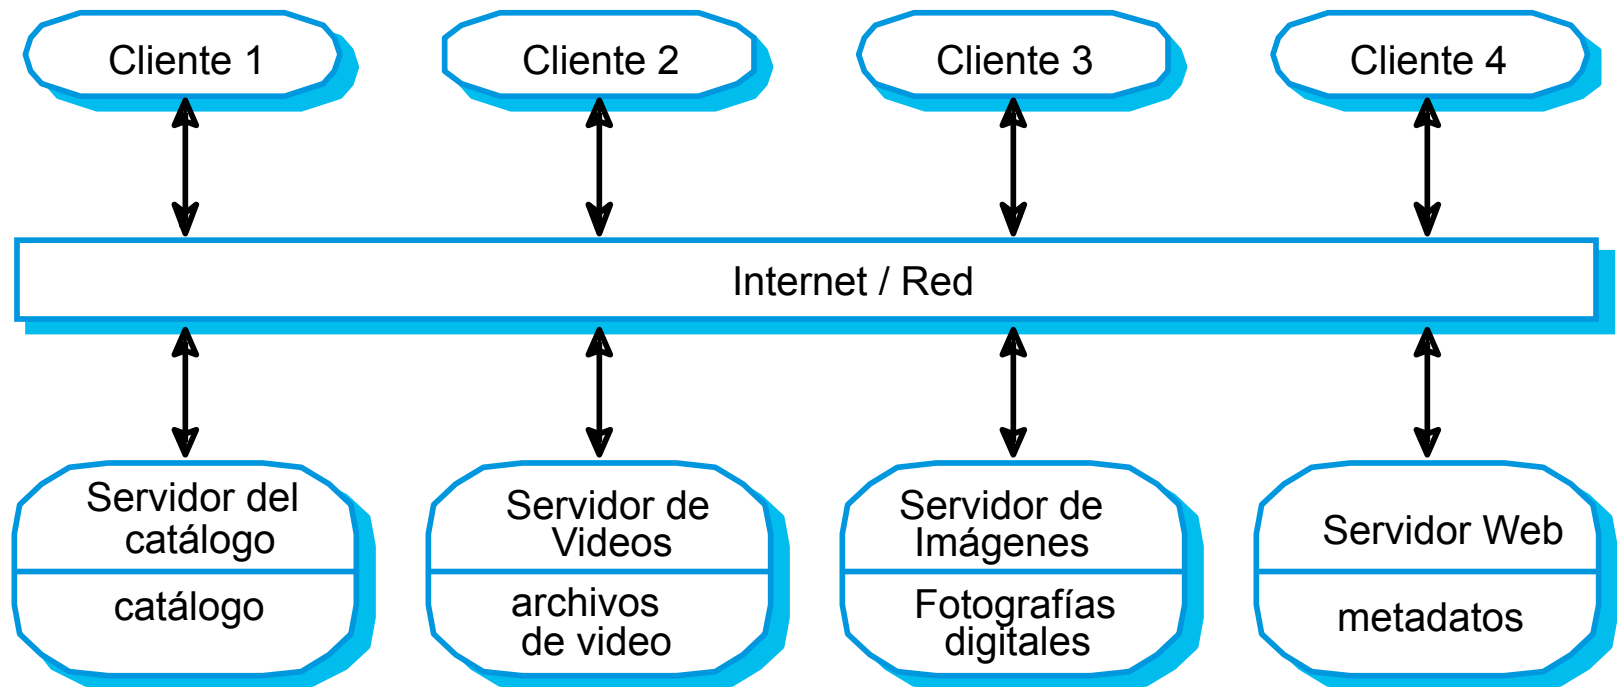 Cliente 1
Cliente 2
Cliente 3
Cliente 4
Internet / Red
Servidor del
catálogo
catálogo
Servidor de
Videos
archivos
de video
Servidor de
Imágenes
Fotografías
digitales
Servidor Web
metadatos